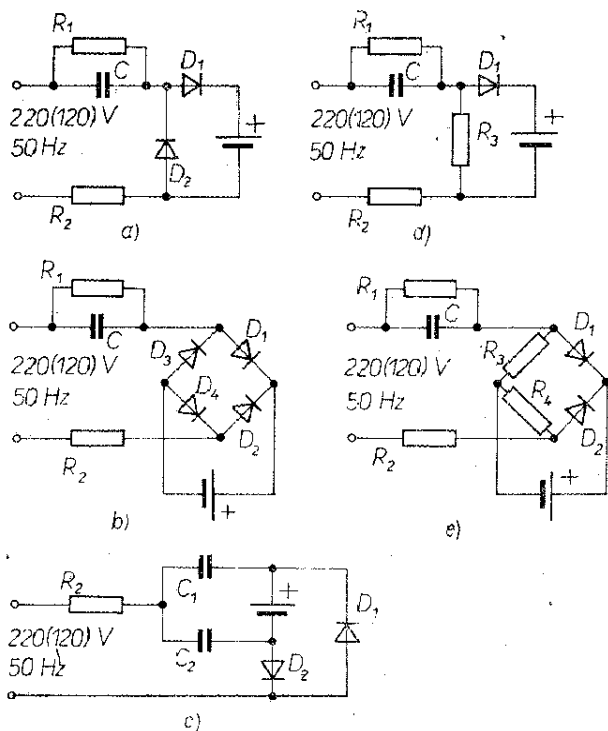 R₁
C
D₁
220(120) V
50 Hz
+
D₂
R₂
a)
R₁
C
D₁
220(120) V
50 Hz
+
R₃
R₂
d)
R₁
C
D₃
D₁
220(120) V
50 Hz
D₄
D₂
R₂
+
b)
R₁
C
R₃
D₁
220(120) V
50 Hz
R₄
D₂
R₂
+
e)
R₂
C₁
+
D₁
220(120) V
50 Hz
C₂
D₂
c)